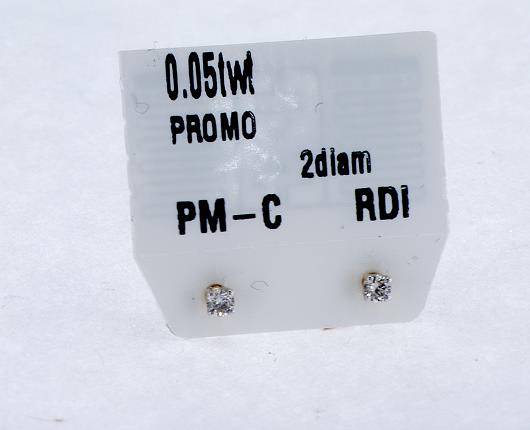 0.05twt
PROMO
2diam
PM-C RDI